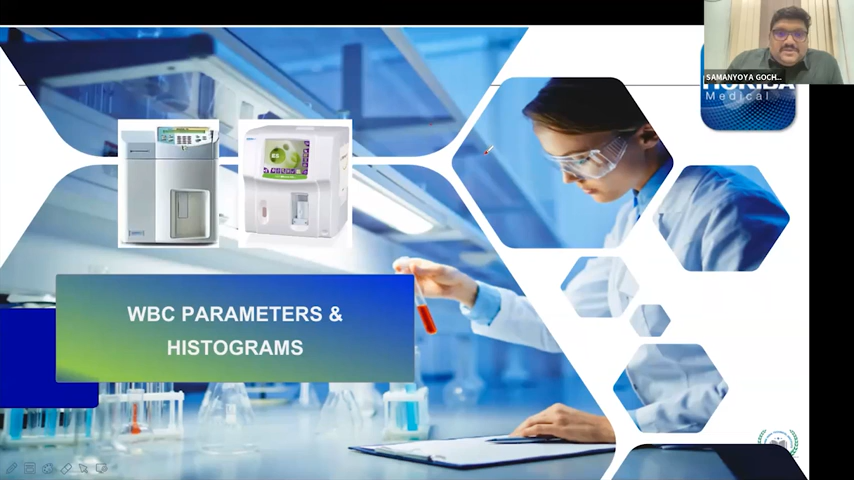 SAMANYOYA GOCH...
Medical
WBC PARAMETERS &
HISTOGRAMS